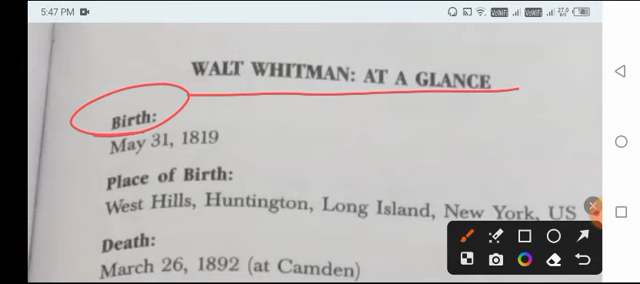 5:47 PM
WALT WHITMAN: AT A GLANCE
Birth:
May 31, 1819
Place of Birth:
West Hills, Huntington, Long Island, New York, US
Death:
March 26, 1892 (at Camden)